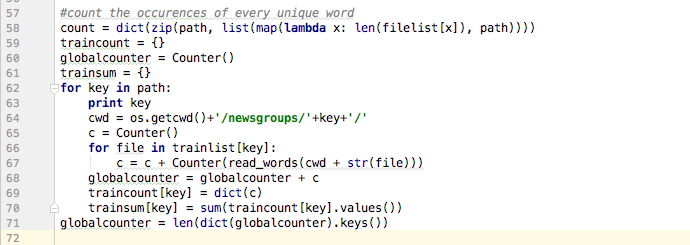 57 #count the occurences of every unique word
58 count = dict(zip(path, list(map(lambda x: len(filelist[x]), path))))
59 traincount = {}
60 globalcounter = Counter()
61 trainsum = {}
62 for key in path:
63     print key
64     cwd = os.getcwd()+'/newsgroups/'+key+'/'
65     c = Counter()
66     for file in trainlist[key]:
67         c = c + Counter(read_words(cwd + str(file)))
68     globalcounter = globalcounter + c
69     traincount[key] = dict(c)
70     trainsum[key] = sum(traincount[key].values())
71 globalcounter = len(dict(globalcounter).keys())
72